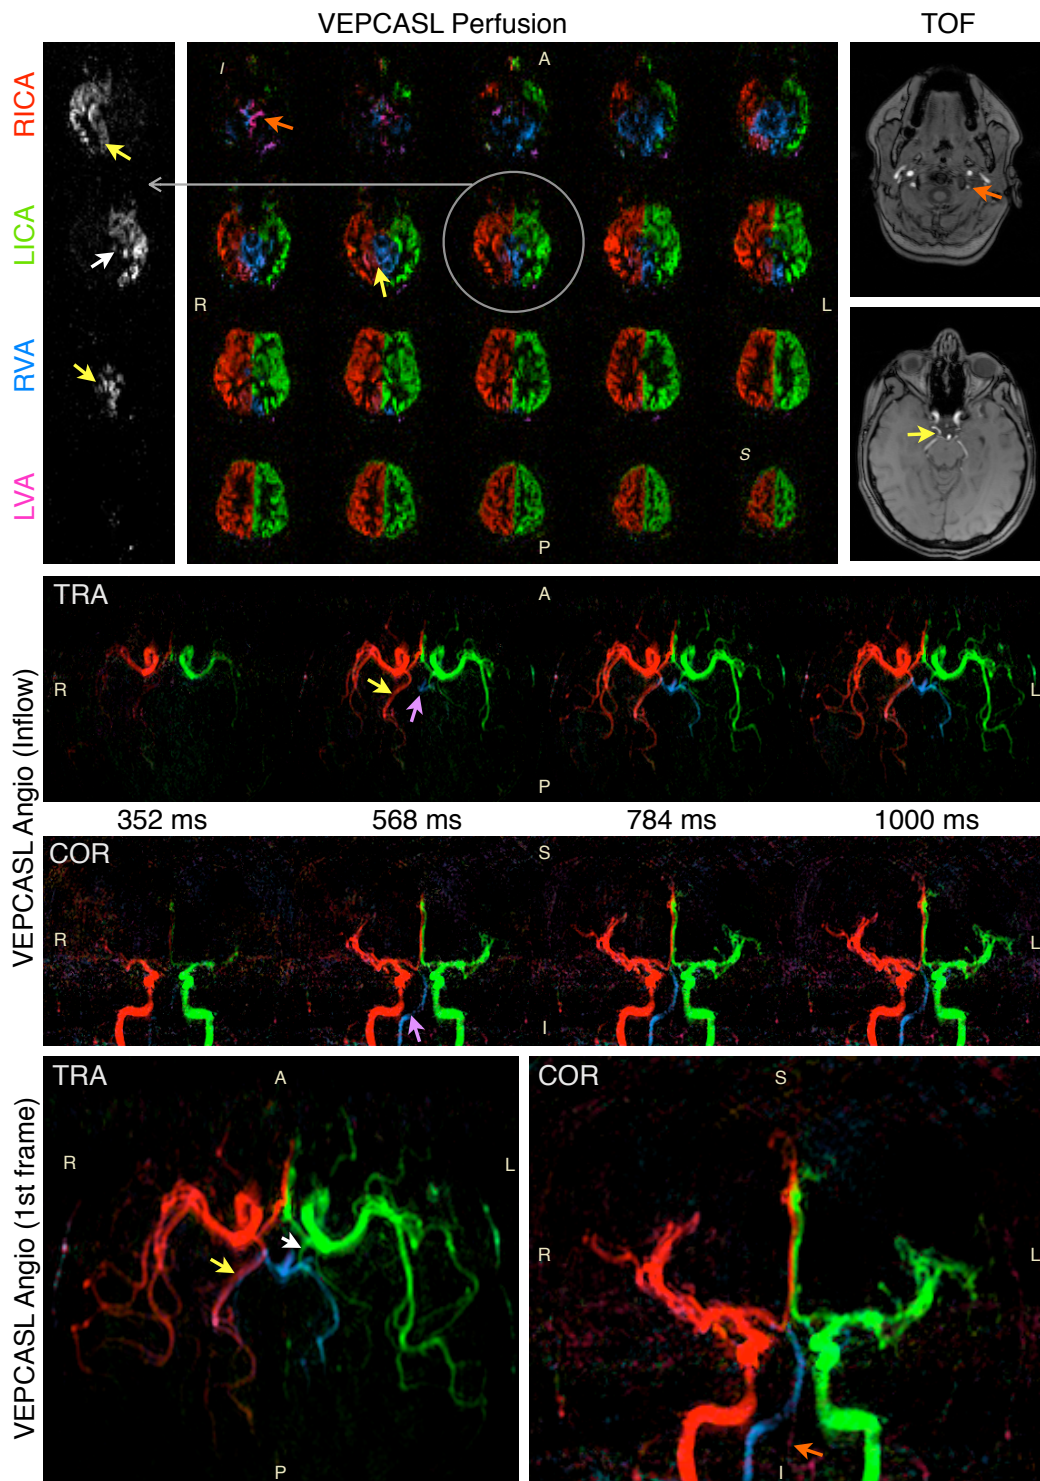 VEPCASL Perfusion
TOF
RICA
LICA
RVA
LVA
I
A
R
L
S
P
VEPCASL Angio (Inflow)
TRA
A
R
L
P
352 ms
568 ms
784 ms
1000 ms
COR
S
R
L
I
VEPCASL Angio (1st frame)
TRA
A
R
L
P
COR
S
R
L
I